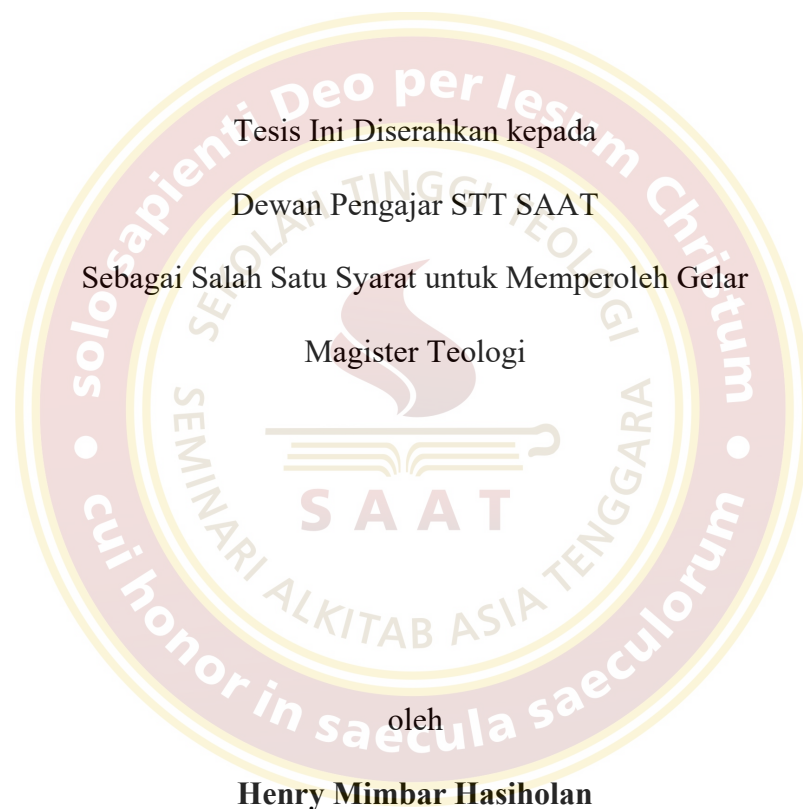 Tesis Ini Diserahkan kepada
Dewan Pengajar STT SAAT
Sebagai Salah Satu Syarat untuk Memperoleh Gelar
Magister Teologi
oleh
Henry Mimbar Hasiholan
solo sapienti Deo per Iesum Christum
cui honor in saecula saeculorum
SEKOLAH TINGGI TEOLOGI
SEMINARI ALKITAB ASIA TENGGARA
SAAT